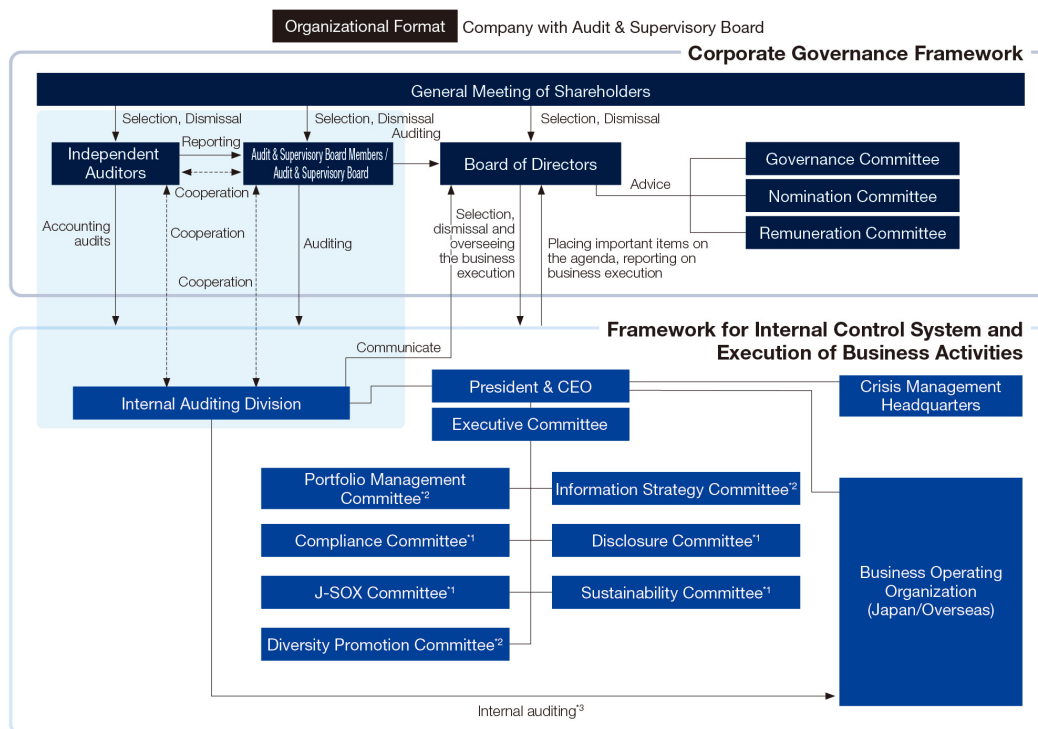 Organizational Format
Company with Audit & Supervisory Board
Corporate Governance Framework
General Meeting of Shareholders
Selection, Dismissal
Selection, Dismissal
Selection, Dismissal
Reporting
Auditing
Independent
Auditors
Audit & Supervisory Board Members /
Audit & Supervisory Board
Board of Directors
Governance Committee
Nomination Committee
Remuneration Committee
Advice
Cooperation
Accounting
audits
Cooperation
Auditing
Cooperation
Selection,
dismissal and
overseeing
the business
execution
Placing important items on
the agenda, reporting on
business execution
Framework for Internal Control System and
Execution of Business Activities
Communicate
Internal Auditing Division
President & CEO
Executive Committee
Crisis Management
Headquarters
Portfolio Management
Committee*2
Information Strategy Committee*2
Compliance Committee*1
Disclosure Committee*1
J-SOX Committee*1
Sustainability Committee*1
Diversity Promotion Committee*2
Business Operating
Organization
(Japan/Overseas)
Internal auditing*3